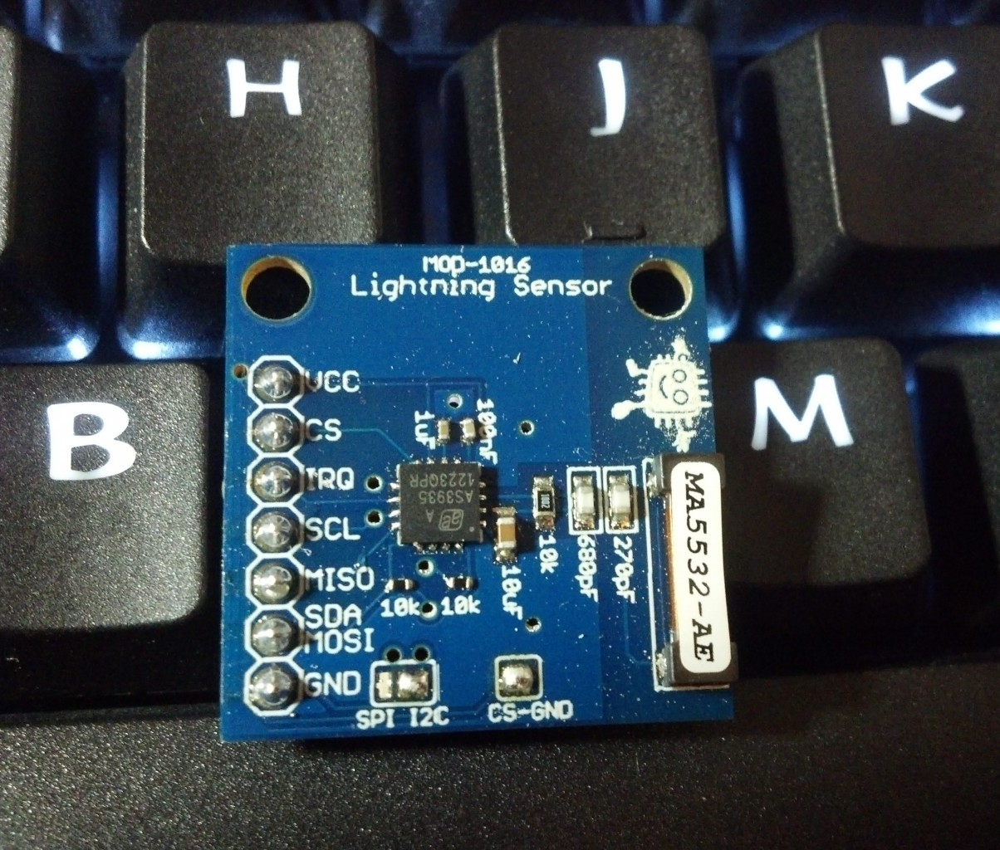 H
J
K
MOD-1016
Lightning Sensor
B
M
VCC
CS
IRQ
SCL
MISO
SDA
MOSI
GND
1uF
100nF
AS3935
1223QPR
A
1001
10k
680pF
270pF
10uF
10k
10k
MA5532-AE
SPI I2C
CS-GND